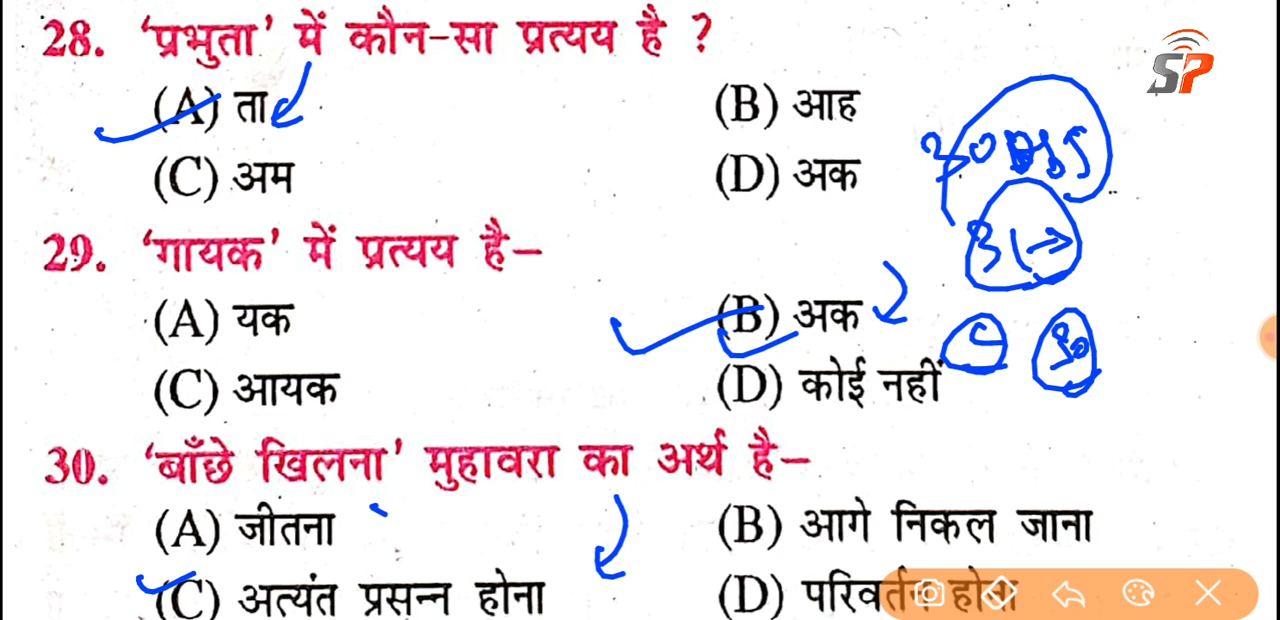 28. ‘प्रभुता’ में कौन-सा प्रत्यय है ?
(A) ता (B) आह
(C) अम (D) अक
29. ‘गायक’ में प्रत्यय है–
(A) यक (B) अक
(C) आयक (D) कोई नहीं
30. ‘बाँछे खिलना’ मुहावरा का अर्थ है–
(A) जीतना (B) आगे निकल जाना
(C) अत्यंत प्रसन्न होना (D) परिवर्तन होना
SP